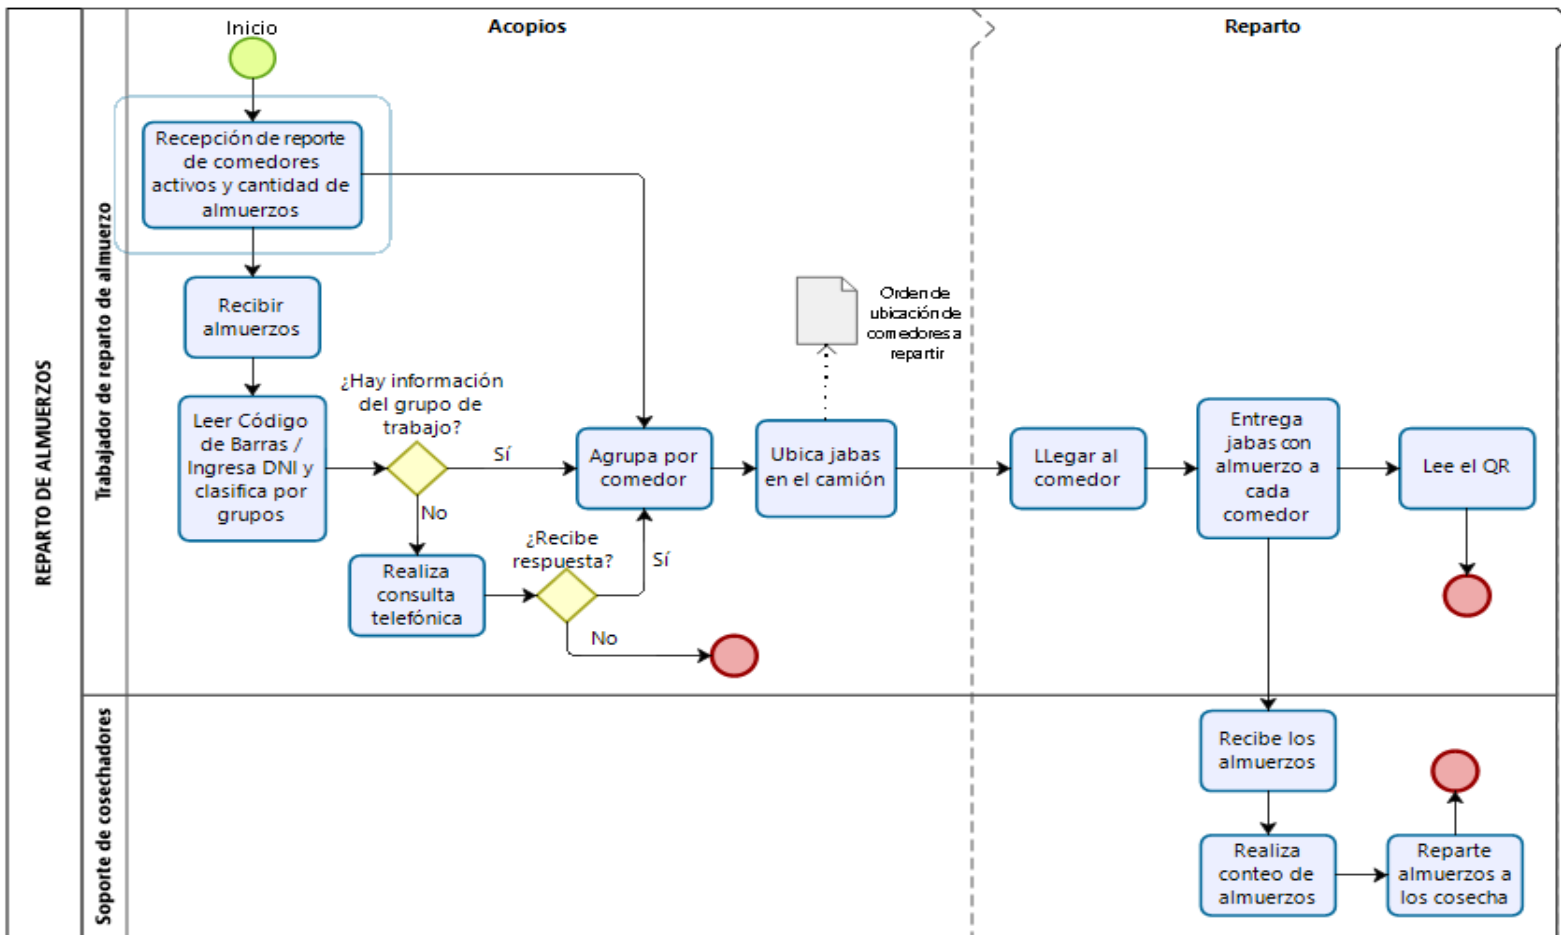 Inicio
Acopios
Reparto
REPARTO DE ALMUERZOS
Trabajador de reparto de almuerzo
Recepción de reporte
de comedores
activos y cantidad de
almuerzos
Recibir
almuerzos
Leer Código
de Barras /
Ingresa DNI y
clasifica por
grupos
¿Hay información
del grupo de
trabajo?
Sí
No
Realiza
consulta
telefónica
¿Recibe
respuesta?
Sí
No
Agrupa por
comedor
Ubica jabas
en el camión
Orden de
ubicación de
comedores a
repartir
LLegar al
comedor
Entrega
jabas con
almuerzo a
cada
comedor
Lee el QR
Soporte de cosechadores
Recibe los
almuerzos
Realiza
conteo de
almuerzos
Reparte
almuerzos a
los cosecha